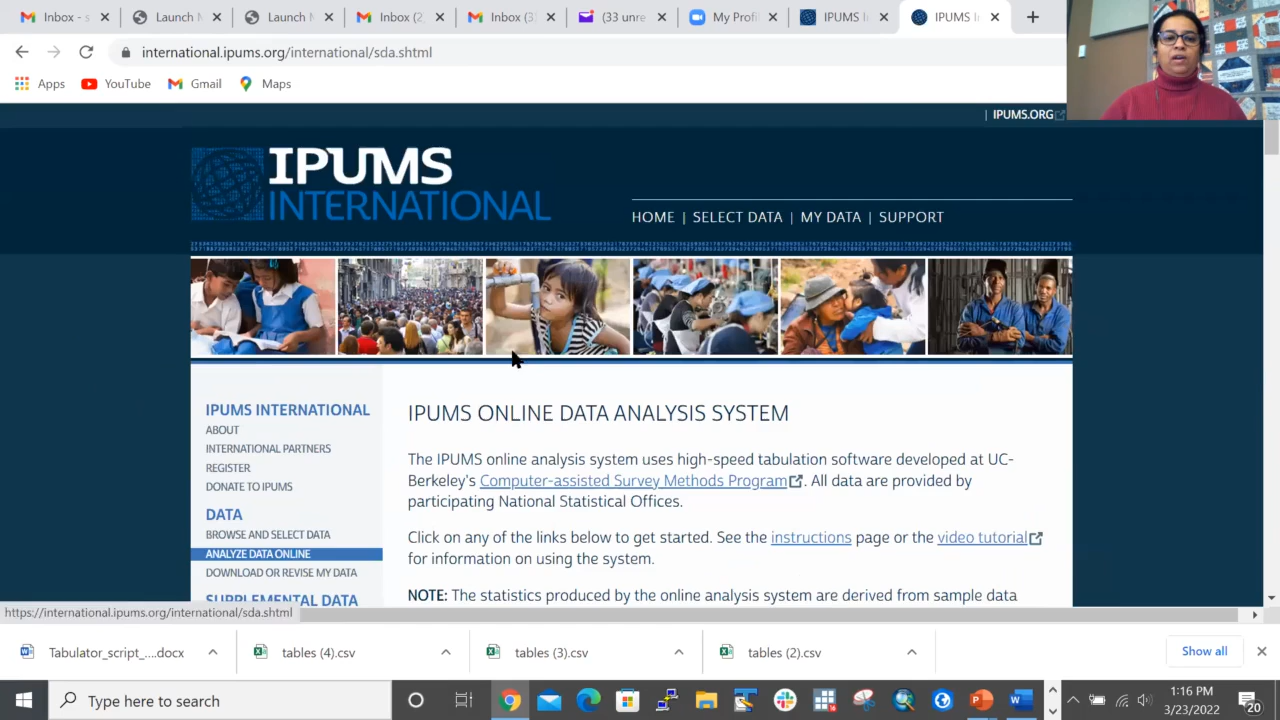 Inbox - s
Launch M
Launch M
Inbox (2,
Inbox (3
(33 unre
My Profi
IPUMS I
IPUMS I
international.ipums.org/international/sda.shtml
Apps
YouTube
Gmail
Maps
| IPUMS.ORG
IPUMS
INTERNATIONAL
HOME | SELECT DATA | MY DATA | SUPPORT
IPUMS INTERNATIONAL
ABOUT
INTERNATIONAL PARTNERS
REGISTER
DONATE TO IPUMS
DATA
BROWSE AND SELECT DATA
ANALYZE DATA ONLINE
DOWNLOAD OR REVISE MY DATA
SUPPLEMENTAL DATA
IPUMS ONLINE DATA ANALYSIS SYSTEM
The IPUMS online analysis system uses high-speed tabulation software developed at UC-
Berkeley's Computer-assisted Survey Methods Program. All data are provided by
participating National Statistical Offices.
Click on any of the links below to get started. See the instructions page or the video tutorial
for information on using the system.
NOTE: The statistics produced by the online analysis system are derived from sample data
https://international.ipums.org/international/sda.shtml
Tabulator_script_....docx
tables (4).csv
tables (3).csv
tables (2).csv
Show all
Type here to search
1:16 PM
3/23/2022
20